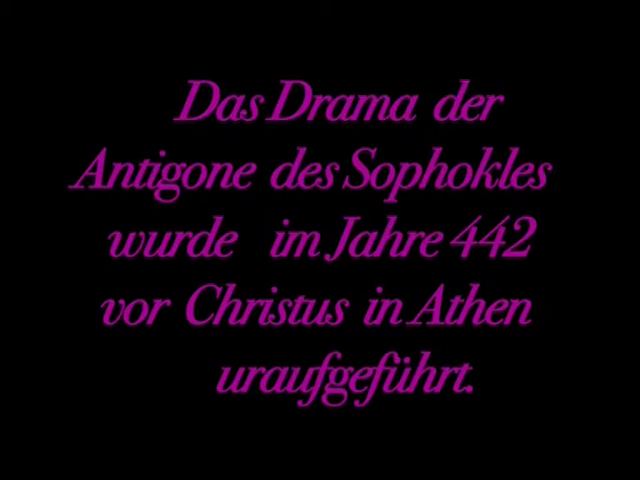 Das Drama der
Antigone des Sophokles
wurde im Jahre 442
vor Christus in Athen
uraufgeführt.